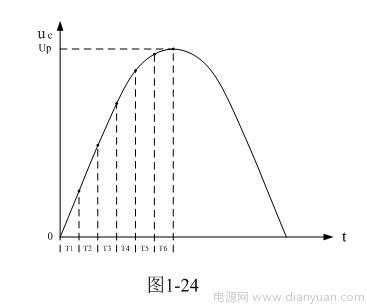 uc
Up
0
T1 T2 T3 T4 T5 T6
t
图1-24
电源网 www.dianyuan.com